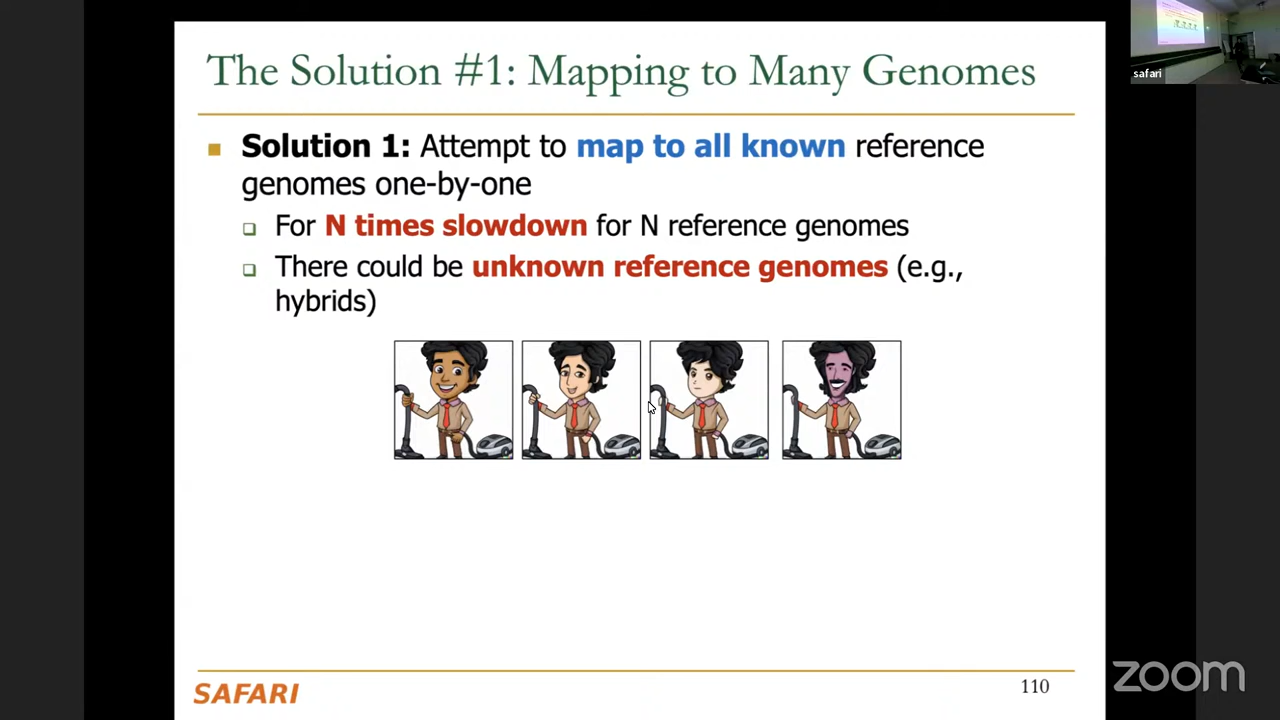 The Solution #1: Mapping to Many Genomes
Solution 1: Attempt to map to all known reference
genomes one-by-one
For N times slowdown for N reference genomes
There could be unknown reference genomes (e.g.,
hybrids)
SAFARI
110
safari
zoom